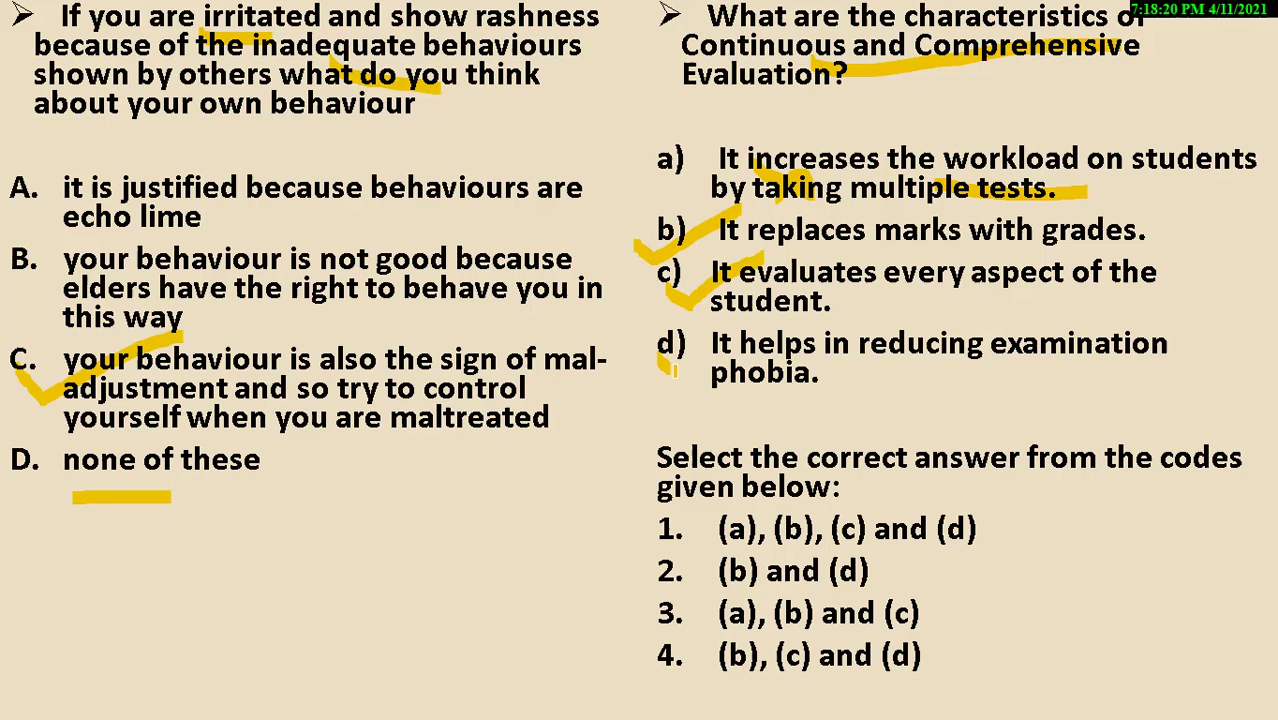 7:18:20 PM 4/11/2021
➢ If you are irritated and show rashness
because of the inadequate behaviours
shown by others what do you think
about your own behaviour
A. it is justified because behaviours are
echo lime
B. your behaviour is not good because
elders have the right to behave you in
this way
C. your behaviour is also the sign of mal-
adjustment and so try to control
yourself when you are maltreated
D. none of these
➢ What are the characteristics of
Continuous and Comprehensive
Evaluation?
a) It increases the workload on students
by taking multiple tests.
b) It replaces marks with grades.
c) It evaluates every aspect of the
student.
d) It helps in reducing examination
phobia.
Select the correct answer from the codes
given below:
1. (a), (b), (c) and (d)
2. (b) and (d)
3. (a), (b) and (c)
4. (b), (c) and (d)